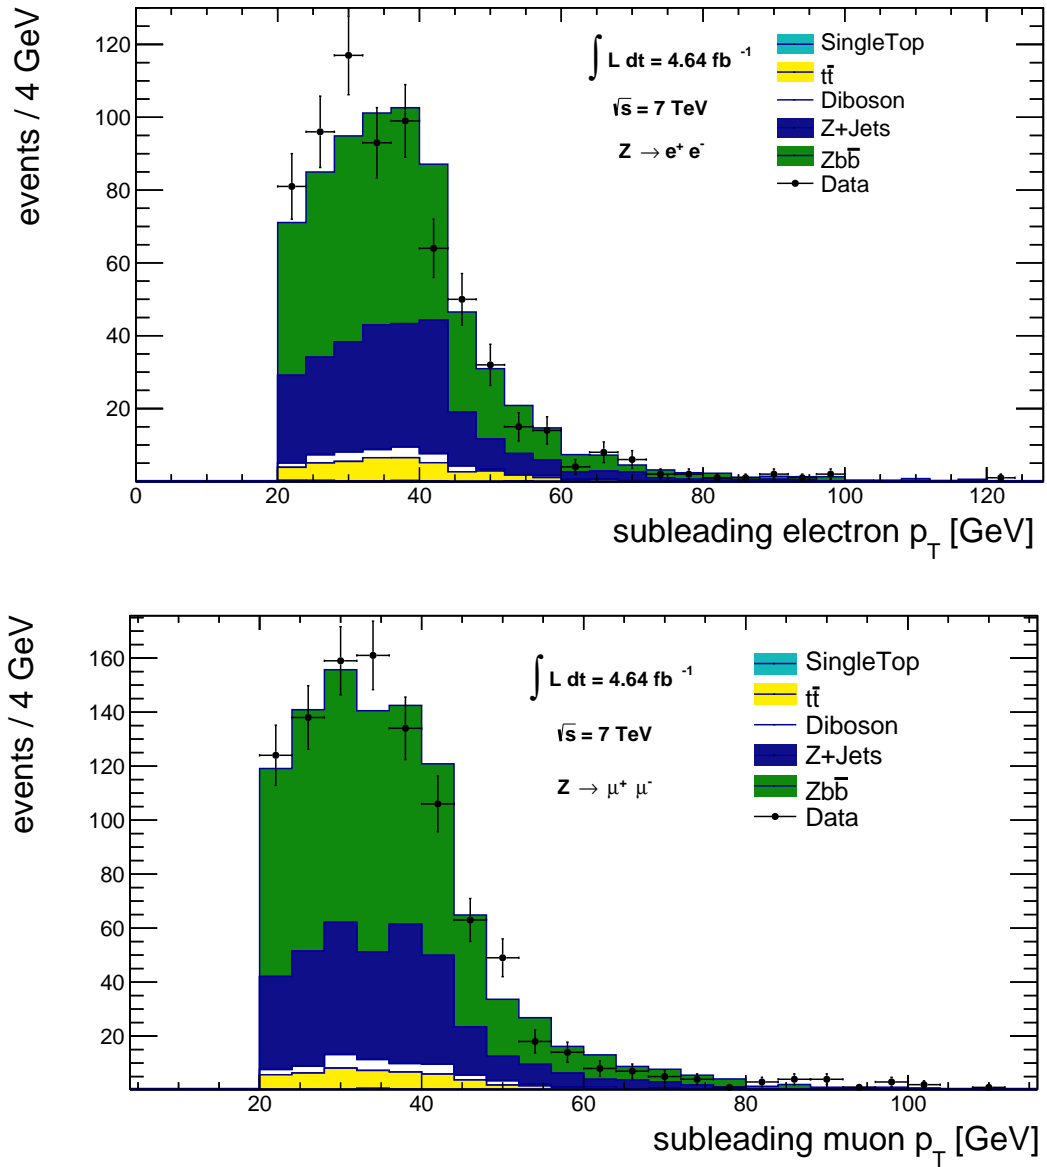 events / 4 GeV
120
100
80
60
40
20
0 20 40 60 80 100 120
subleading electron p_T [GeV]
∫ L dt = 4.64 fb ⁻¹
√s = 7 TeV
Z → e⁺ e⁻
SingleTop
tt̄
Diboson
Z+Jets
Zbb̄
Data
events / 4 GeV
160
140
120
100
80
60
40
20
20 40 60 80 100
subleading muon p_T [GeV]
∫ L dt = 4.64 fb ⁻¹
√s = 7 TeV
Z → μ⁺ μ⁻
SingleTop
tt̄
Diboson
Z+Jets
Zbb̄
Data